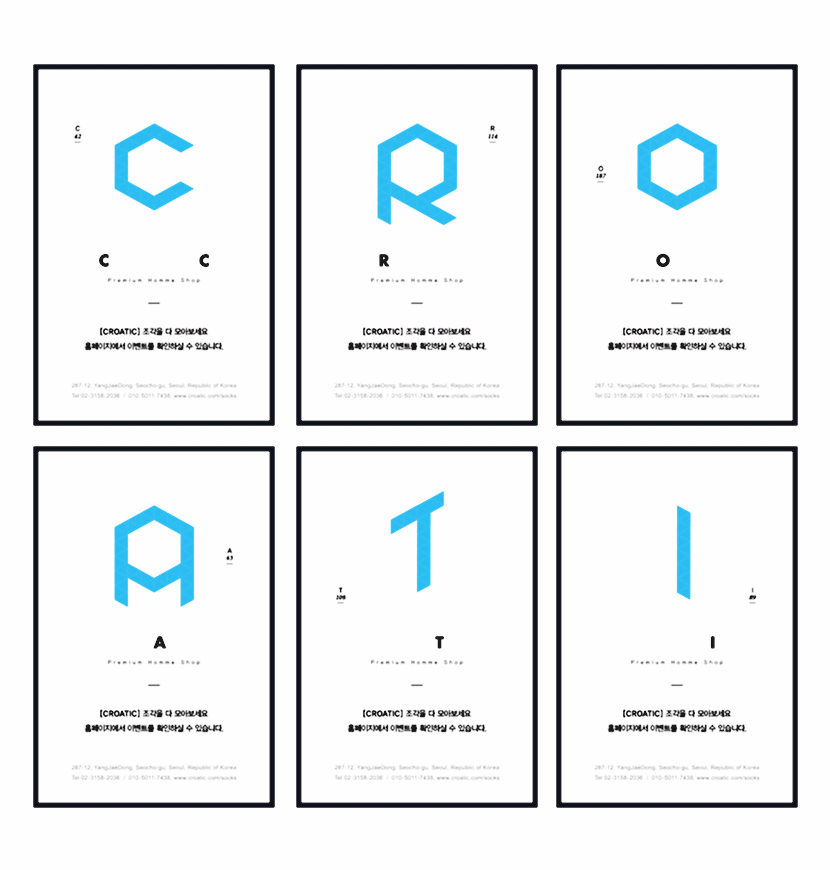 C
42
C
C C
Premium Homme Shop
[CROATIC] 조각을 다 모아보세요
홈페이지에서 이벤트를 확인하실 수 있습니다.
287-12, YangJaeDong, Seocho-gu, Seoul, Republic of Korea
Tel 02-3158-2036 / 010-5011-7438, www.croatic.com/socks
R
114
R
R
Premium Homme Shop
[CROATIC] 조각을 다 모아보세요
홈페이지에서 이벤트를 확인하실 수 있습니다.
287-12, YangJaeDong, Seocho-gu, Seoul, Republic of Korea
Tel 02-3158-2036 / 010-5011-7438, www.croatic.com/socks
O
187
O
O
Premium Homme Shop
[CROATIC] 조각을 다 모아보세요
홈페이지에서 이벤트를 확인하실 수 있습니다.
287-12, YangJaeDong, Seocho-gu, Seoul, Republic of Korea
Tel 02-3158-2036 / 010-5011-7438, www.croatic.com/socks
A
63
A
A
Premium Homme Shop
[CROATIC] 조각을 다 모아보세요
홈페이지에서 이벤트를 확인하실 수 있습니다.
287-12, YangJaeDong, Seocho-gu, Seoul, Republic of Korea
Tel 02-3158-2036 / 010-5011-7438, www.croatic.com/socks
T
108
T
T
Premium Homme Shop
[CROATIC] 조각을 다 모아보세요
홈페이지에서 이벤트를 확인하실 수 있습니다.
287-12, YangJaeDong, Seocho-gu, Seoul, Republic of Korea
Tel 02-3158-2036 / 010-5011-7438, www.croatic.com/socks
I
89
I
I
Premium Homme Shop
[CROATIC] 조각을 다 모아보세요
홈페이지에서 이벤트를 확인하실 수 있습니다.
287-12, YangJaeDong, Seocho-gu, Seoul, Republic of Korea
Tel 02-3158-2036 / 010-5011-7438, www.croatic.com/socks